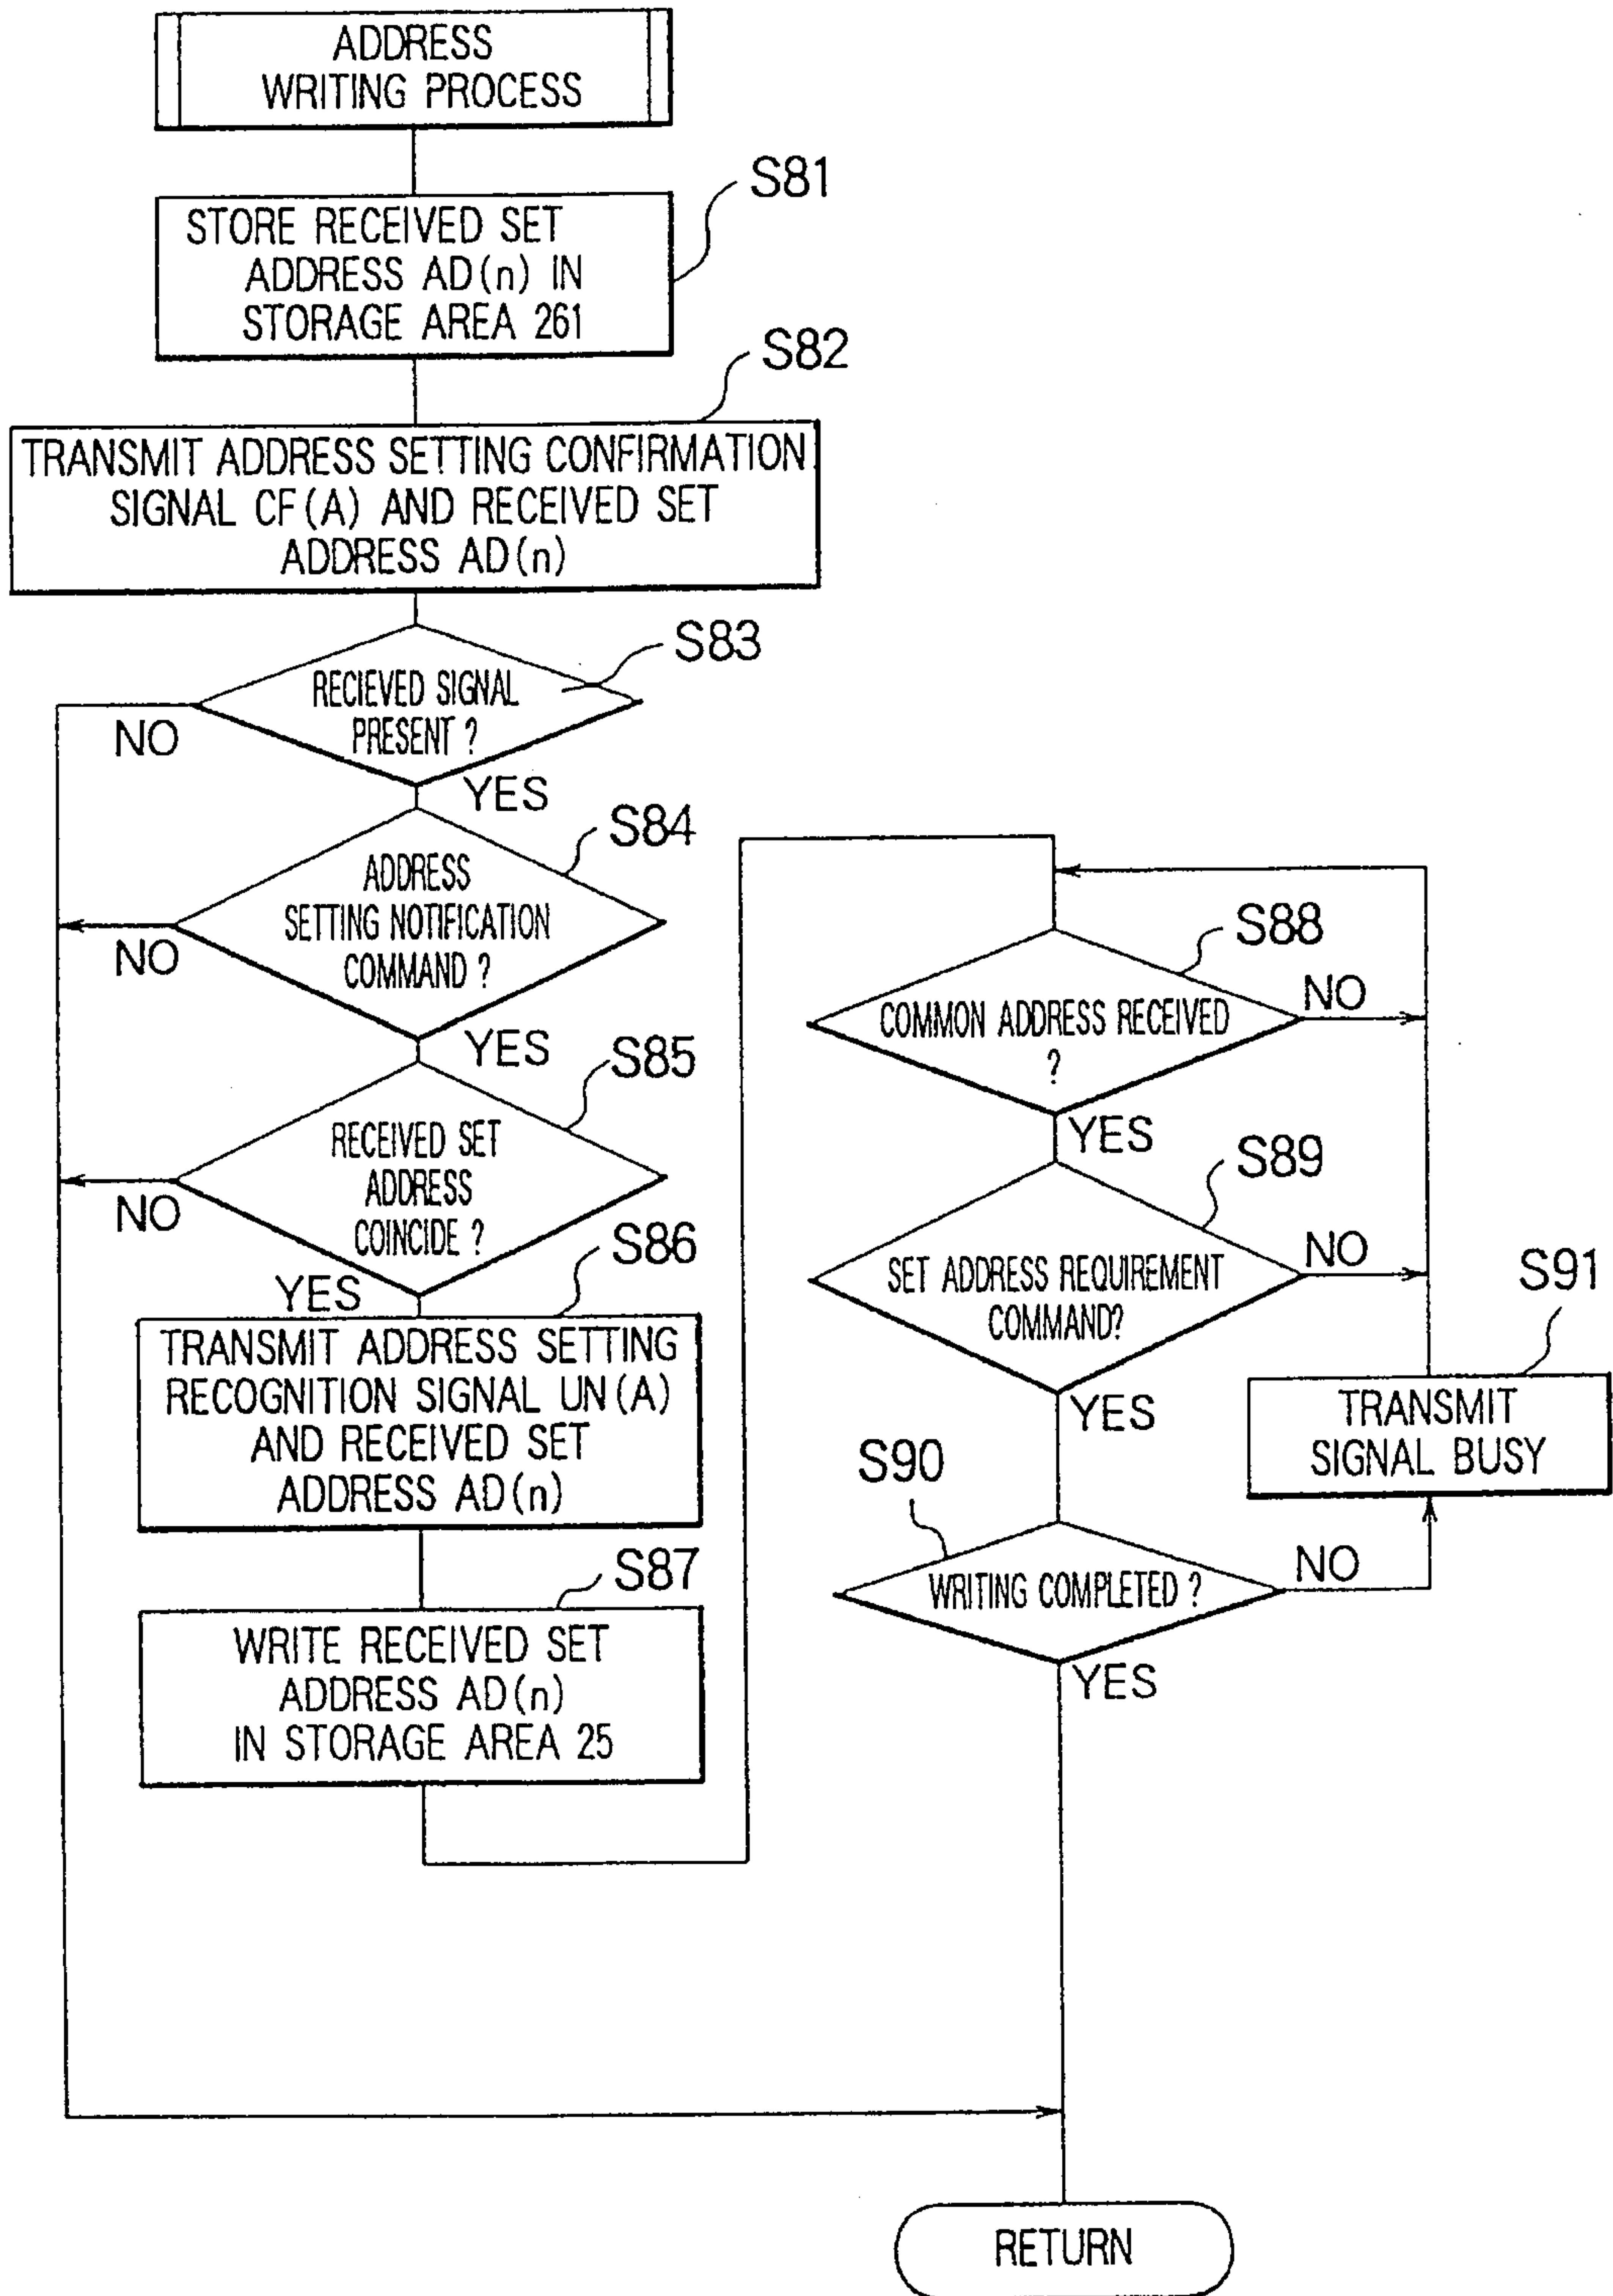 ADDRESS
WRITING PROCESS
S81
STORE RECEIVED SET
ADDRESS AD(n) IN
STORAGE AREA 261
S82
TRANSMIT ADDRESS SETTING CONFIRMATION
SIGNAL CF(A) AND RECEIVED SET
ADDRESS AD(n)
S83
RECIEVED SIGNAL
PRESENT ?
NO
YES
S84
ADDRESS
SETTING NOTIFICATION
COMMAND ?
NO
YES
S85
RECEIVED SET
ADDRESS
COINCIDE ?
NO
YES
S86
TRANSMIT ADDRESS SETTING
RECOGNITION SIGNAL UN(A)
AND RECEIVED SET
ADDRESS AD(n)
S87
WRITE RECEIVED SET
ADDRESS AD(n)
IN STORAGE AREA 25
S88
COMMON ADDRESS RECEIVED
?
NO
YES
S89
SET ADDRESS REQUIREMENT
COMMAND?
NO
YES
S90
WRITING COMPLETED ?
NO
YES
S91
TRANSMIT
SIGNAL BUSY
RETURN